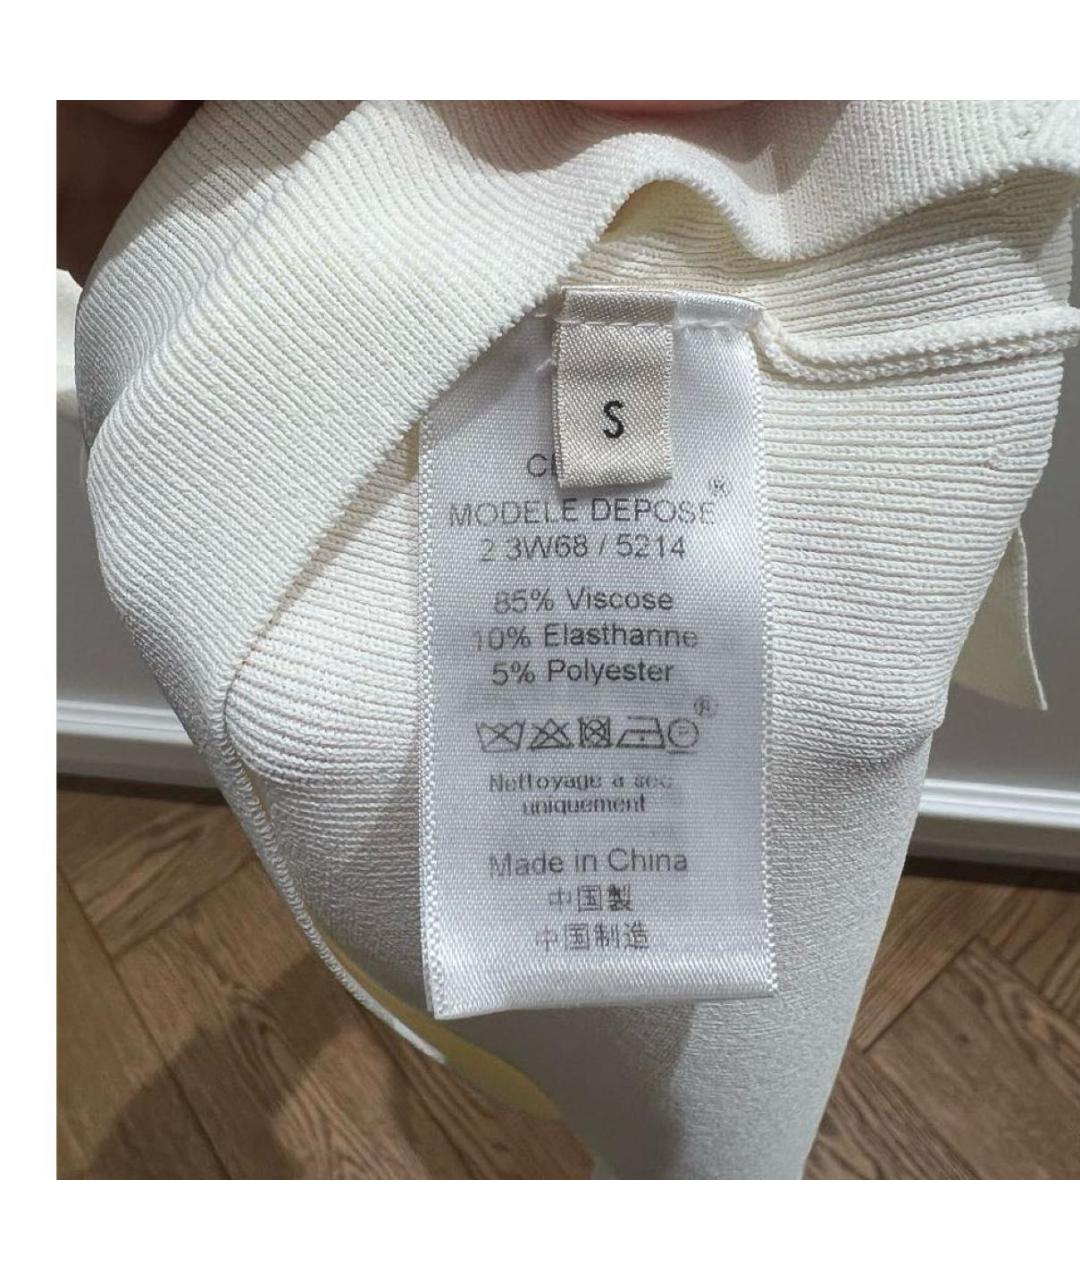 S
MODELE DEPOSE®
2 3W68 / 5214
85% Viscose
10% Elasthanne
5% Polyester
®
P
Nettoyage a sec
uniquement
Made in China
中国製
中国制造